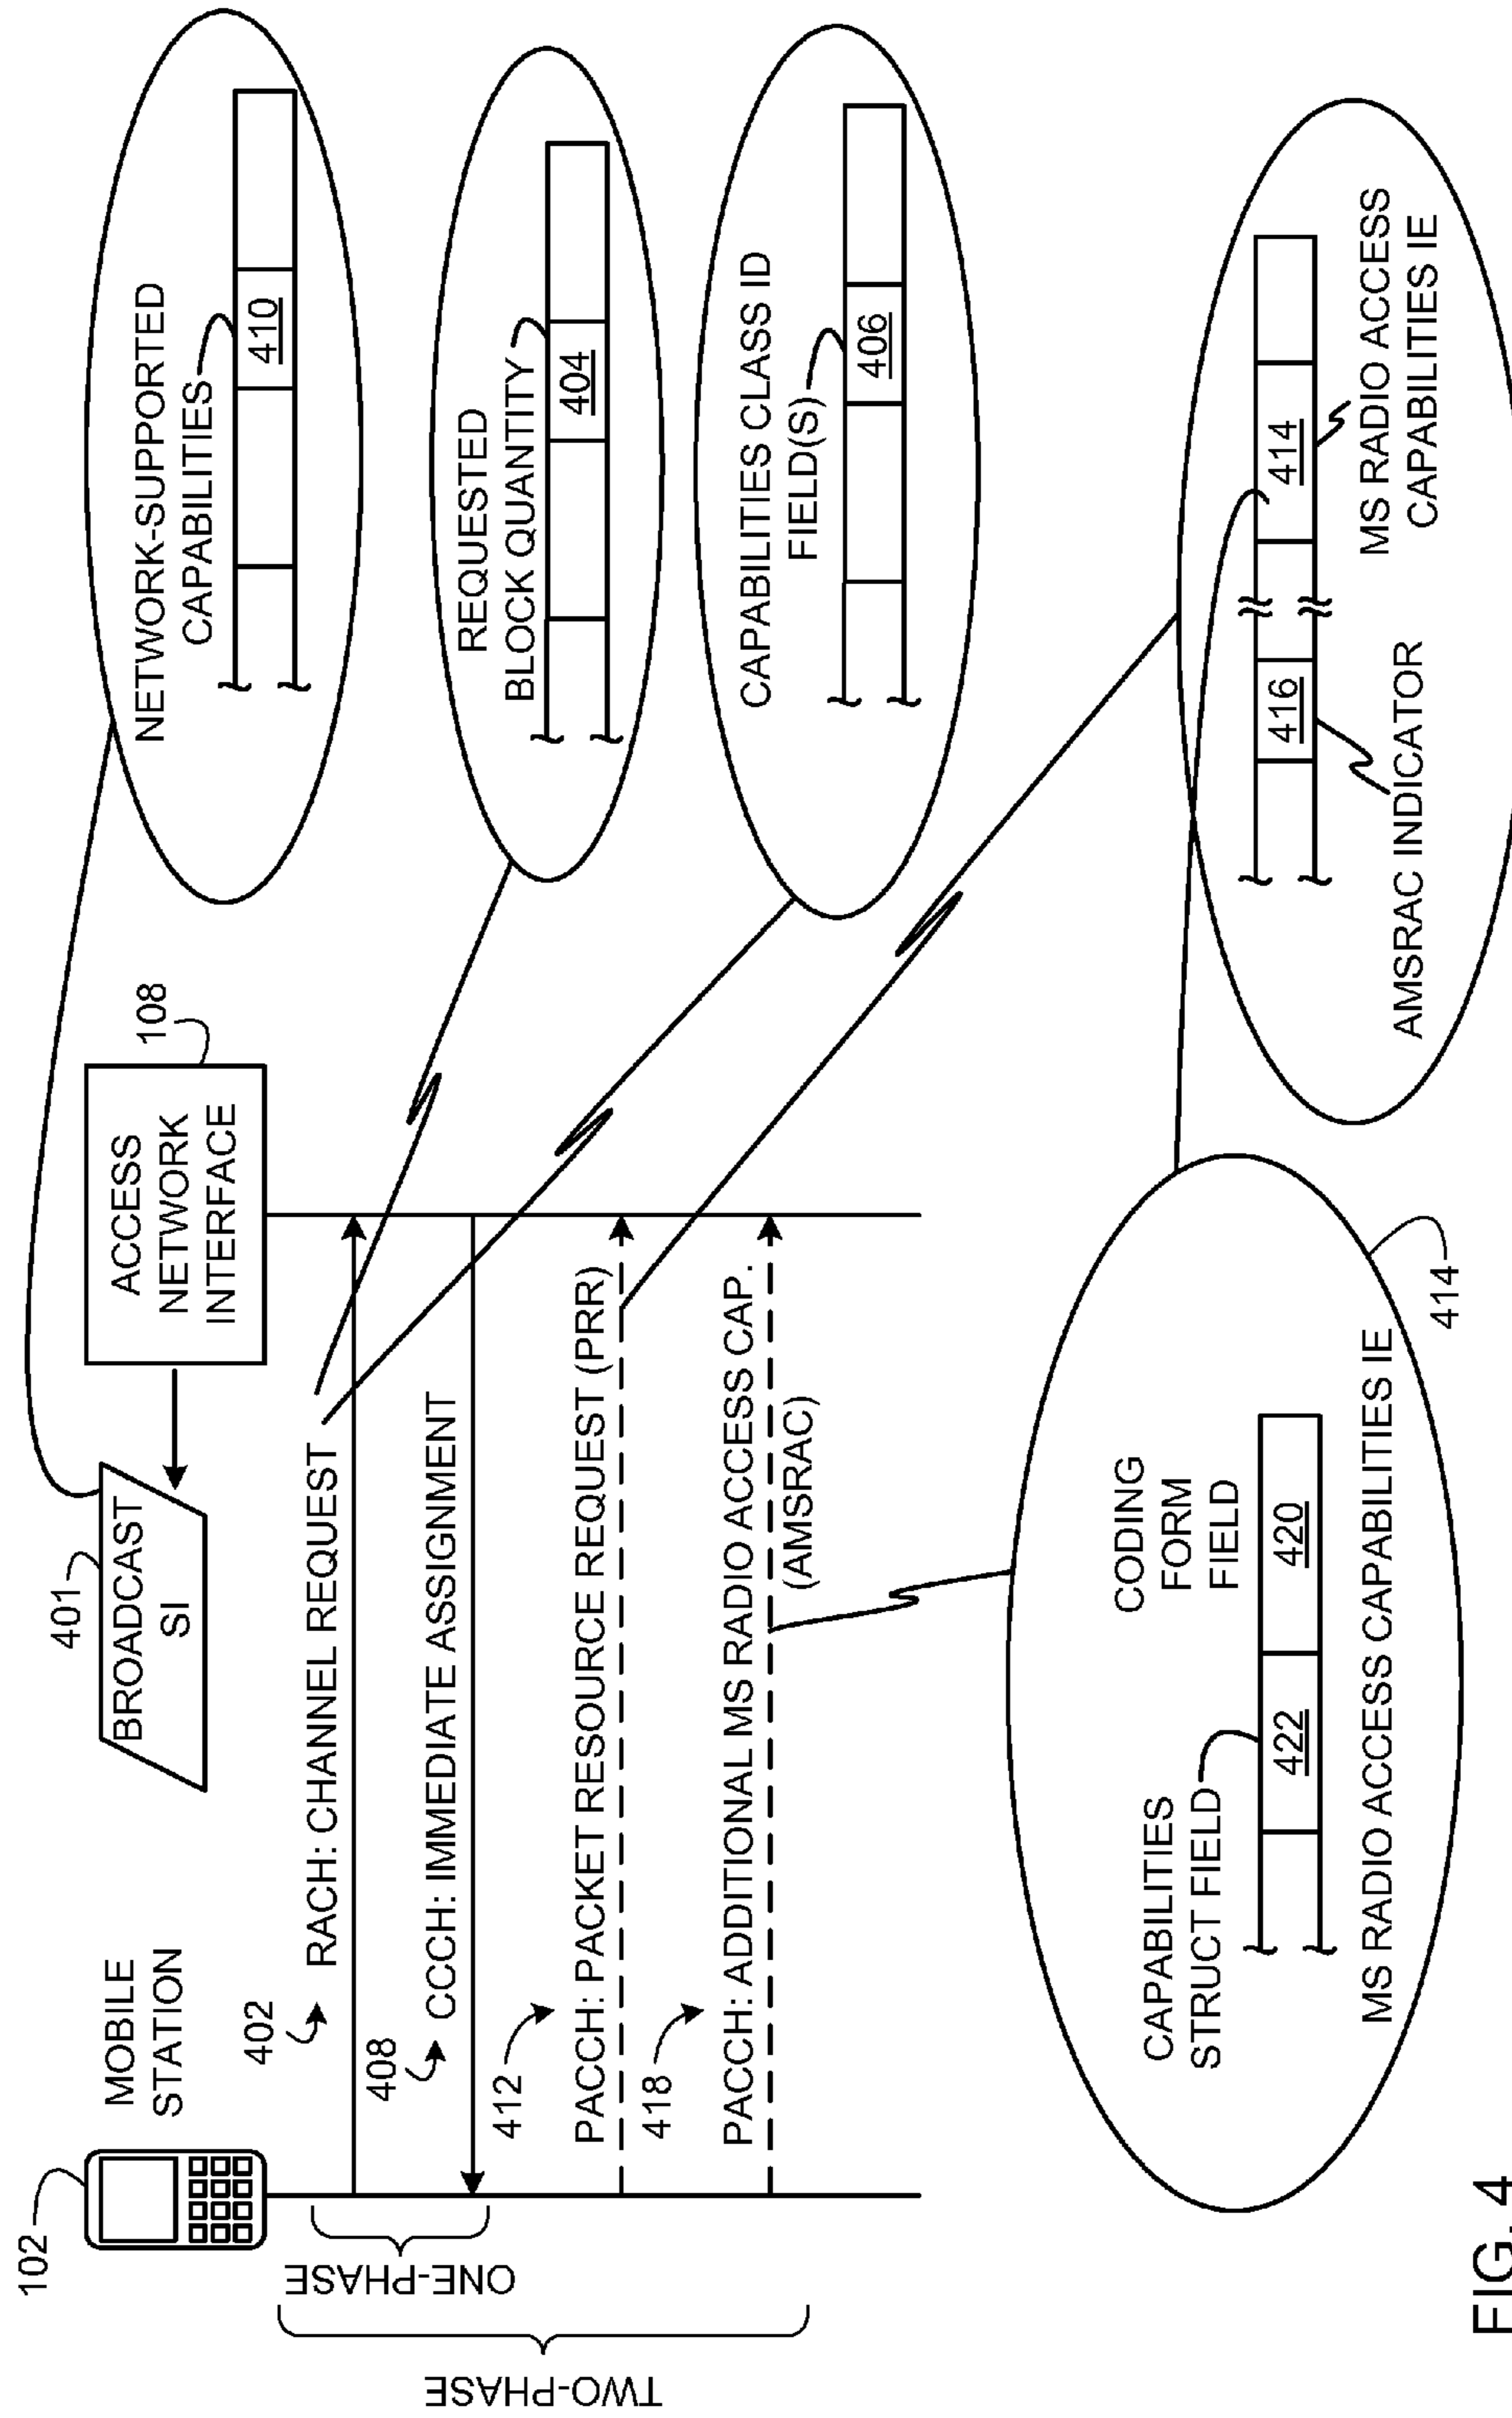 102
MOBILE
STATION
401
BROADCAST
SI
ACCESS
NETWORK
INTERFACE
108
NETWORK-SUPPORTED
CAPABILITIES
410
402
RACH: CHANNEL REQUEST
408
CCCH: IMMEDIATE ASSIGNMENT
412
PACCH: PACKET RESOURCE REQUEST (PRR)
418
PACCH: ADDITIONAL MS RADIO ACCESS CAP.
(AMSRAC)
ONE-PHASE
TWO-PHASE
REQUESTED
BLOCK QUANTITY
404
CAPABILITIES CLASS ID
FIELD(S)
406
CAPABILITIES
STRUCT FIELD
422
CODING
FORM
FIELD
420
MS RADIO ACCESS CAPABILITIES IE
414
416
414
AMSRAC INDICATOR
MS RADIO ACCESS
CAPABILITIES IE
FIG. 4